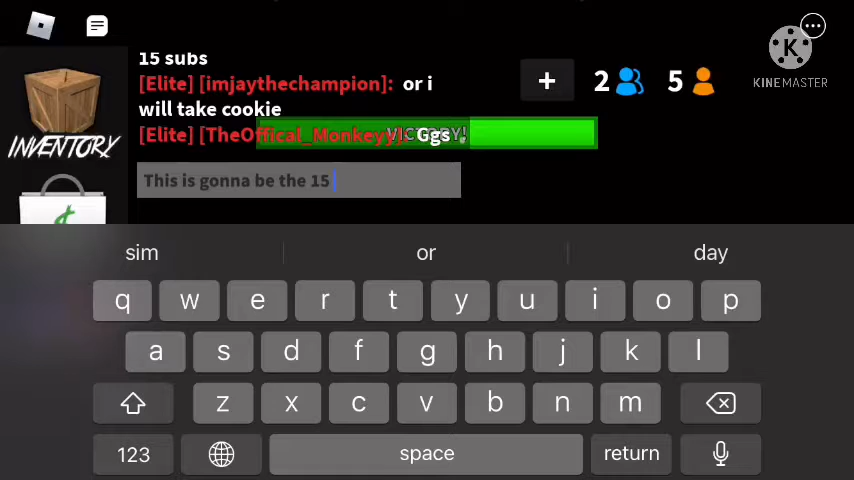 15 subs
[Elite] [imjaythechampion]: or i
will take cookie
[Elite] [TheOffical_Monkeyy]: Ggs
VICTORY!
This is gonna be the 15
+ 2 5
K
KINEMASTER
INVENTORY
sim or day
q w e r t y u i o p
a s d f g h j k l
z x c v b n m
123 space return